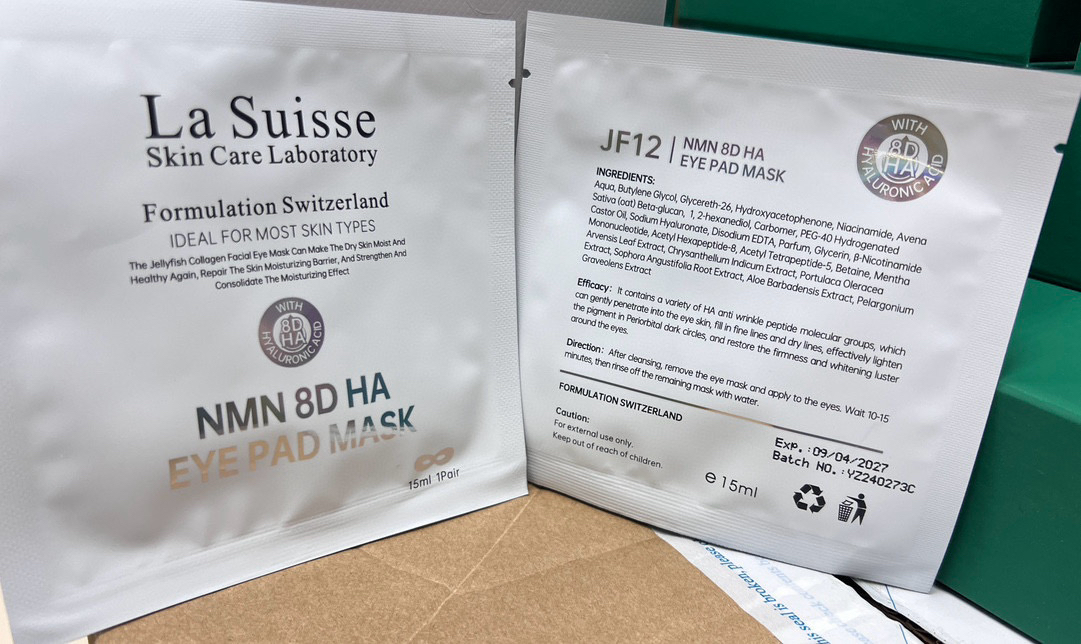 La Suisse
Skin Care Laboratory
Formulation Switzerland
IDEAL FOR MOST SKIN TYPES
The Jellyfish Collagen Facial Eye Mask Can Make The Dry Skin Moist And
Healthy Again, Repair The Skin Moisturizing Barrier, And Strengthen And
Consolidate The Moisturizing Effect
WITH
8D
HA
HYALURONIC ACID
NMN 8D HA
EYE PAD MASK
15ml 1Pair
JF12 | NMN 8D HA
EYE PAD MASK
WITH
8D
HA
HYALURONIC ACID
INGREDIENTS:
Aqua, Butylene Glycol, Glycereth-26, Hydroxyacetophenone, Niacinamide, Avena
Sativa (oat) Beta-glucan, 1, 2-hexanediol, Carbomer, PEG-40 Hydrogenated
Castor Oil, Sodium Hyaluronate, Disodium EDTA, Parfum, Glycerin, β-Nicotinamide
Mononucleotide, Acetyl Hexapeptide-8, Acetyl Tetrapeptide-5, Betaine, Mentha
Arvensis Leaf Extract, Chrysanthellum Indicum Extract, Portulaca Oleracea
Extract, Sophora Angustifolia Root Extract, Aloe Barbadensis Extract, Pelargonium
Graveolens Extract
Efficacy: It contains a variety of HA anti wrinkle peptide molecular groups, which
can gently penetrate into the eye skin, fill in fine lines and dry lines, effectively lighten
the pigment in Periorbital dark circles, and restore the firmness and whitening luster
around the eyes.
Direction: After cleansing, remove the eye mask and apply to the eyes. Wait 10-15
minutes, then rinse off the remaining mask with water.
FORMULATION SWITZERLAND
Caution:
For external use only.
Keep out of reach of children.
Exp.:09/04/2027
Batch NO.:YZ240273C
e 15ml
This seal is broken, please